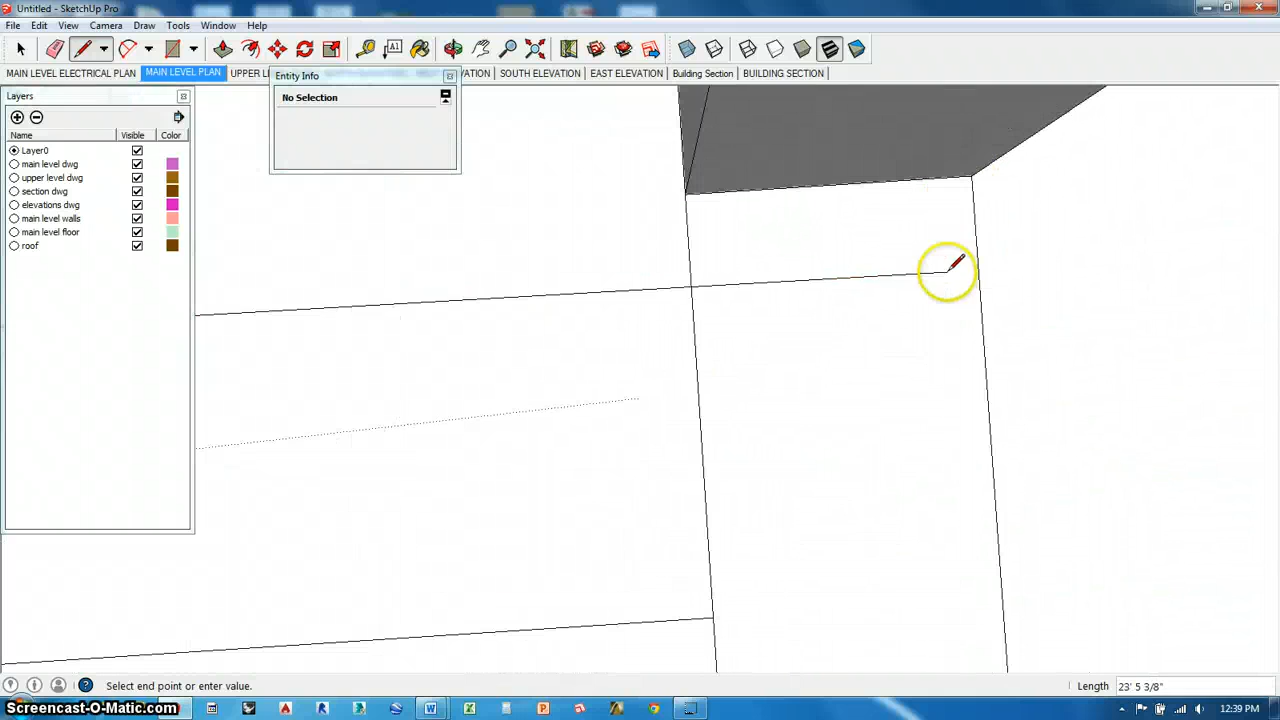 Untitled - SketchUp Pro
File Edit View Camera Draw Tools Window Help
MAIN LEVEL ELECTRICAL PLAN MAIN LEVEL PLAN UPPER LE ELEVATION SOUTH ELEVATION EAST ELEVATION Building Section BUILDING SECTION
Entity Info
No Selection
Layers
Name Visible Color
Layer0
main level dwg
upper level dwg
section dwg
elevations dwg
main level walls
main level floor
roof
Select end point or enter value.
Length 23' 5 3/8"
Screencast-O-Matic.com
12:39 PM